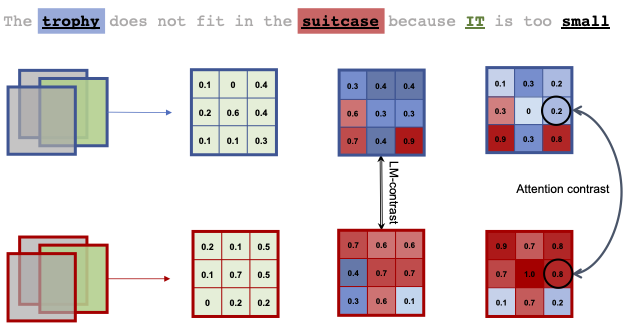 The trophy does not fit in the suitcase because IT is too small
0.1 0 0.4
0.2 0.6 0.4
0.1 0.1 0.3
0.3 0.4 0.4
0.6 0.3 0.3
0.7 0.4 0.9
0.1 0.3 0.2
0.3 0 0.2
0.9 0.3 0.8
LM-contrast
Attention contrast
0.2 0.1 0.5
0.1 0.7 0.5
0 0.2 0.2
0.7 0.6 0.6
0.4 0.7 0.7
0.3 0.6 0.1
0.9 0.7 0.8
0.7 1.0 0.8
0.1 0.7 0.2